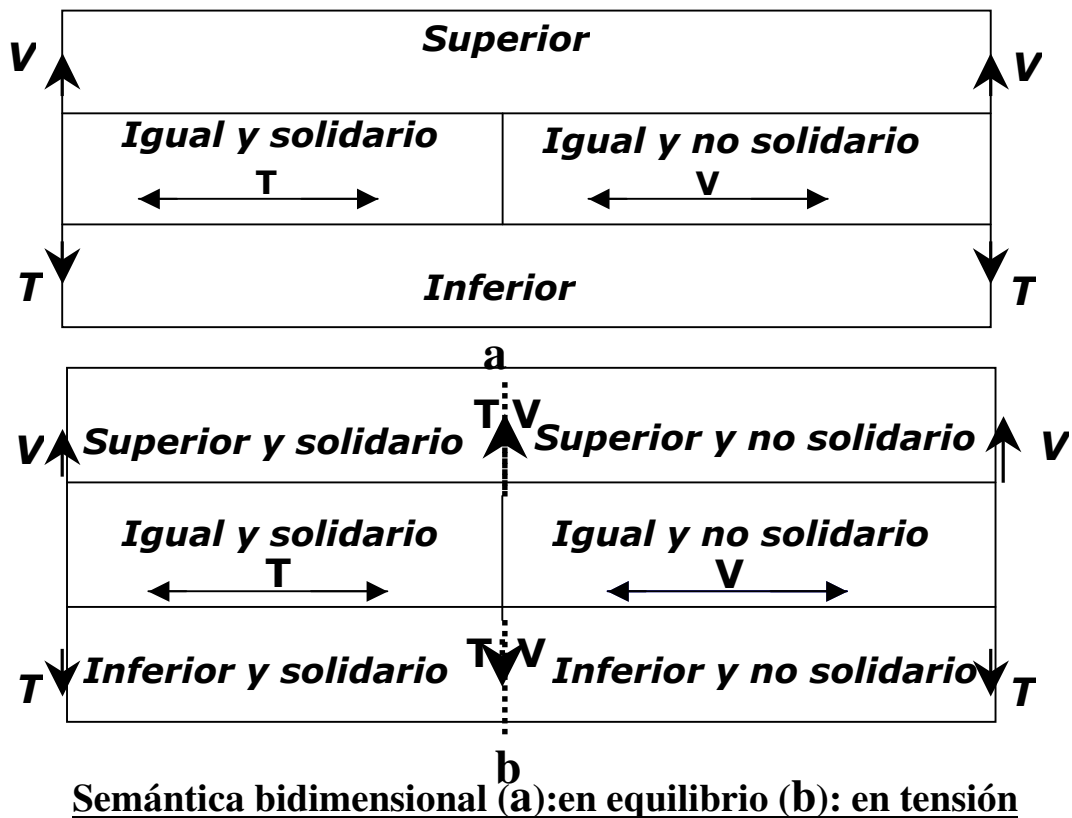 Superior
V V
Igual y solidario Igual y no solidario
T V
T Inferior T
a
T V
V Superior y solidario Superior y no solidario V
Igual y solidario Igual y no solidario
T V
T V
T Inferior y solidario Inferior y no solidario T
b
Semántica bidimensional (a):en equilibrio (b): en tensión